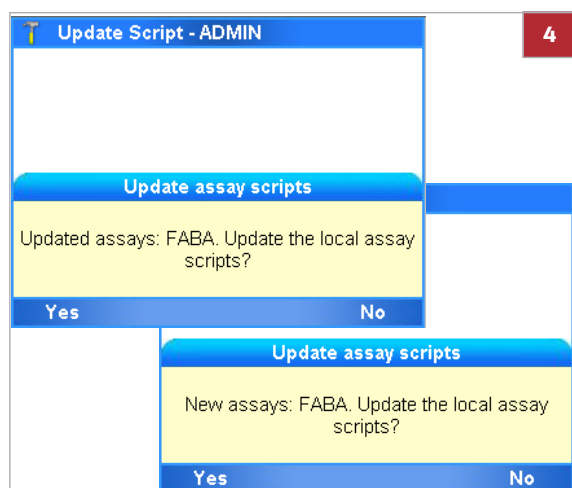 Update Script - ADMIN
4
Update assay scripts
Updated assays: FABA. Update the local assay
scripts?
Yes No
Update assay scripts
New assays: FABA. Update the local assay
scripts?
Yes No